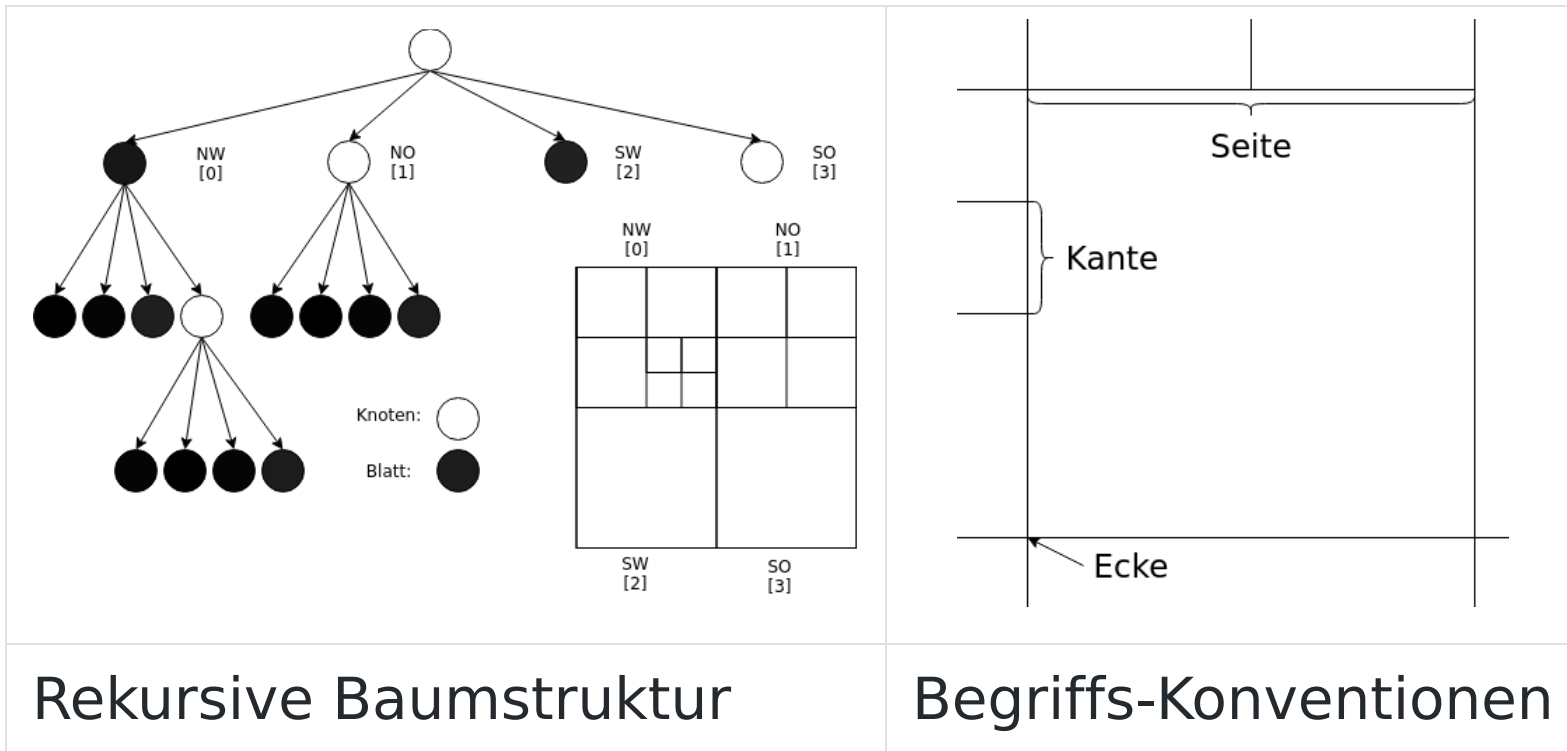 NW
[0]
NO
[1]
SW
[2]
SO
[3]
NW
[0]
NO
[1]
Knoten:
Blatt:
SW
[2]
SO
[3]
Seite
Kante
Ecke
Rekursive Baumstruktur
Begriffs-Konventionen